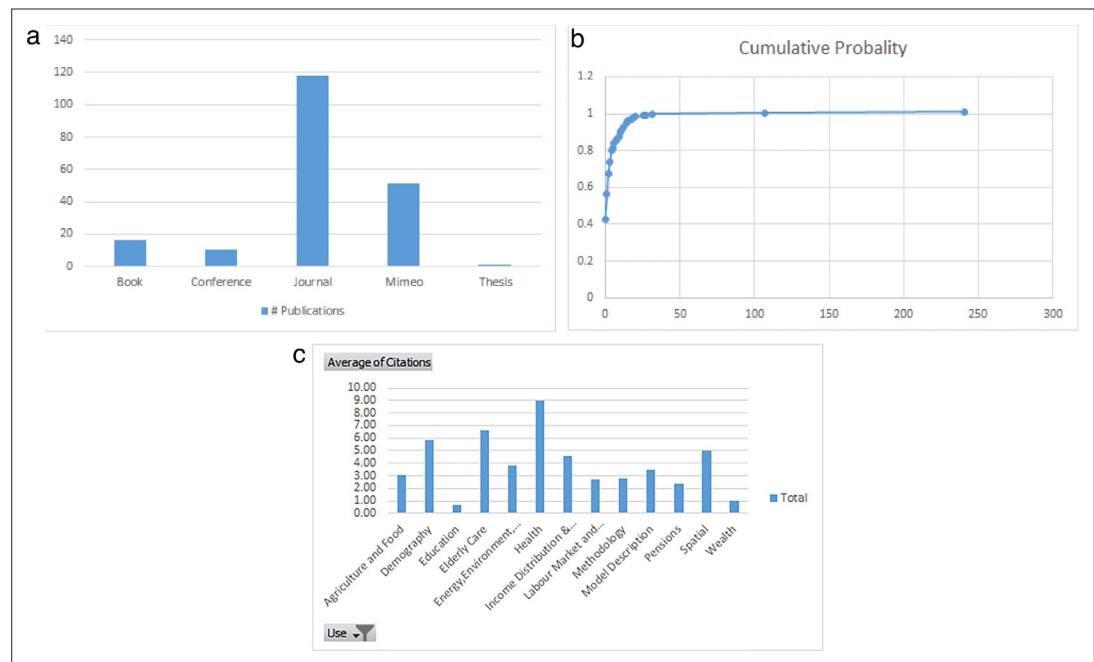 a
140
120
100
80
60
40
20
0
Book Conference Journal Mimeo Thesis
# Publications
b
Cumulative Probality
1.2
1
0.8
0.6
0.4
0.2
0
0 50 100 150 200 250 300
c
Average of Citations
10.00
9.00
8.00
7.00
6.00
5.00
4.00
3.00
2.00
1.00
0.00
Total
Agriculture and Food
Demography
Education
Elderly Care
Energy,Environment,...
Health
Income Distribution &...
Labour Market and...
Methodology
Model Description
Pensions
Spatial
Wealth
Use